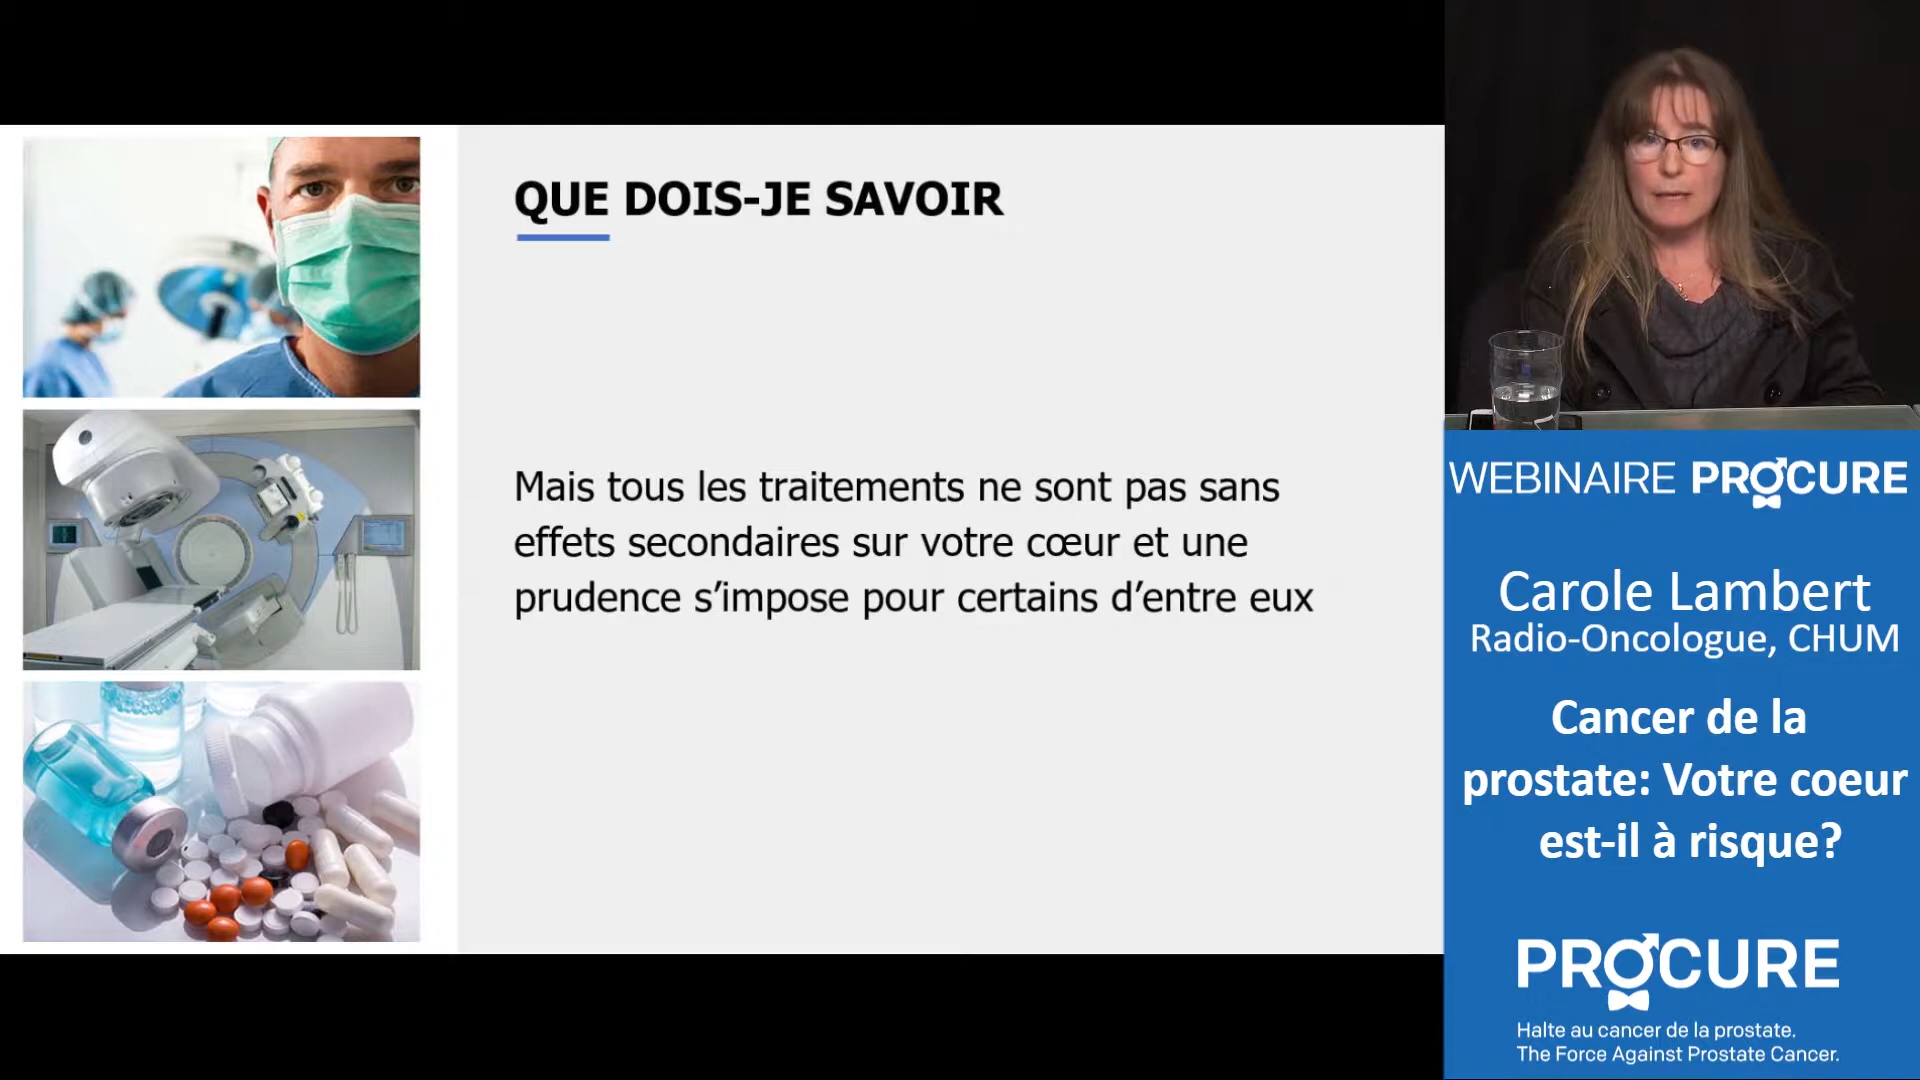 QUE DOIS-JE SAVOIR
Mais tous les traitements ne sont pas sans
effets secondaires sur votre cœur et une
prudence s’impose pour certains d’entre eux
WEBINAIRE PROCURE
Carole Lambert
Radio-Oncologue, CHUM
Cancer de la
prostate: Votre coeur
est-il à risque?
PROCURE
Halte au cancer de la prostate.
The Force Against Prostate Cancer.